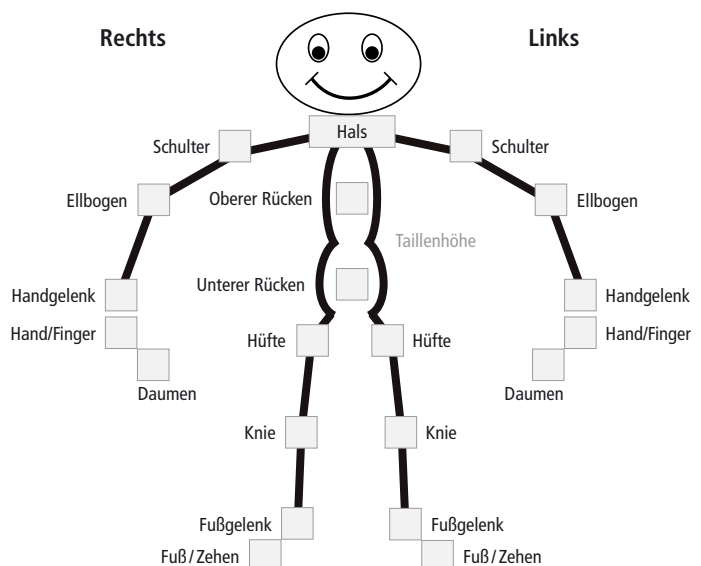 Rechts
Links
Hals
Schulter
Schulter
Ellbogen
Oberer Rücken
Ellbogen
Taillenhöhe
Unterer Rücken
Handgelenk
Handgelenk
Hand/Finger
Hand/Finger
Hüfte
Hüfte
Daumen
Daumen
Knie
Knie
Fußgelenk
Fußgelenk
Fuß/Zehen
Fuß/Zehen